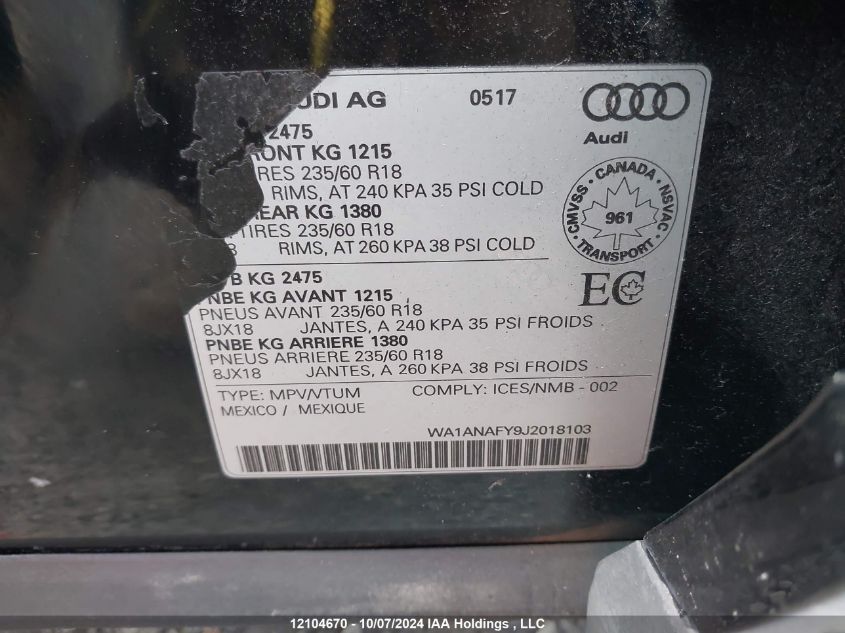 UDI AG 0517
Audi
2475
RONT KG 1215
IRES 235/60 R18
RIMS, AT 240 KPA 35 PSI COLD
REAR KG 1380
TIRES 235/60 R18
RIMS, AT 260 KPA 38 PSI COLD
CMVSS · CANADA · NSVAC · TRANSPORT ·
961
KG 2475
PNBE KG AVANT 1215
PNEUS AVANT 235/60 R18
8JX18 JANTES, A 240 KPA 35 PSI FROIDS
PNBE KG ARRIERE 1380
PNEUS ARRIERE 235/60 R18
8JX18 JANTES, A 260 KPA 38 PSI FROIDS
EC
TYPE: MPV/VTUM COMPLY: ICES/NMB - 002
MEXICO / MEXIQUE
WA1ANAFY9J2018103
12104670 - 10/07/2024 IAA Holdings , LLC